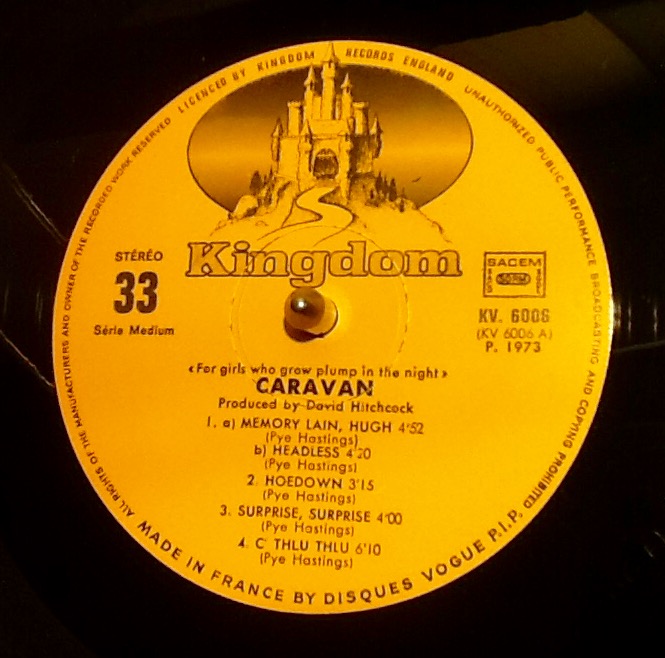 ALL RIGHTS OF THE MANUFACTURERS AND OWNER OF THE RECORDED WORK RESERVED LICENCED BY KINGDOM RECORDS ENGLAND UNAUTHORIZED PUBLIC PERFORMANCE BROADCASTING AND COPYING PROHIBITED
Kingdom
STÉRÉO
33
Série Medium
SACEM
KV. 6006
(KV 6006 A)
P. 1973
«For girls who grow plump in the night»
CARAVAN
Produced by David Hitchcock
1. a) MEMORY LAIN, HUGH 4'52
(Pye Hastings)
b) HEADLESS 4'20
(Pye Hastings)
2. HOEDOWN 3'15
(Pye Hastings)
3. SURPRISE, SURPRISE 4'00
(Pye Hastings)
4. C' THLU THLU 6'10
(Pye Hastings)
MADE IN FRANCE BY DISQUES VOGUE P.I.P.